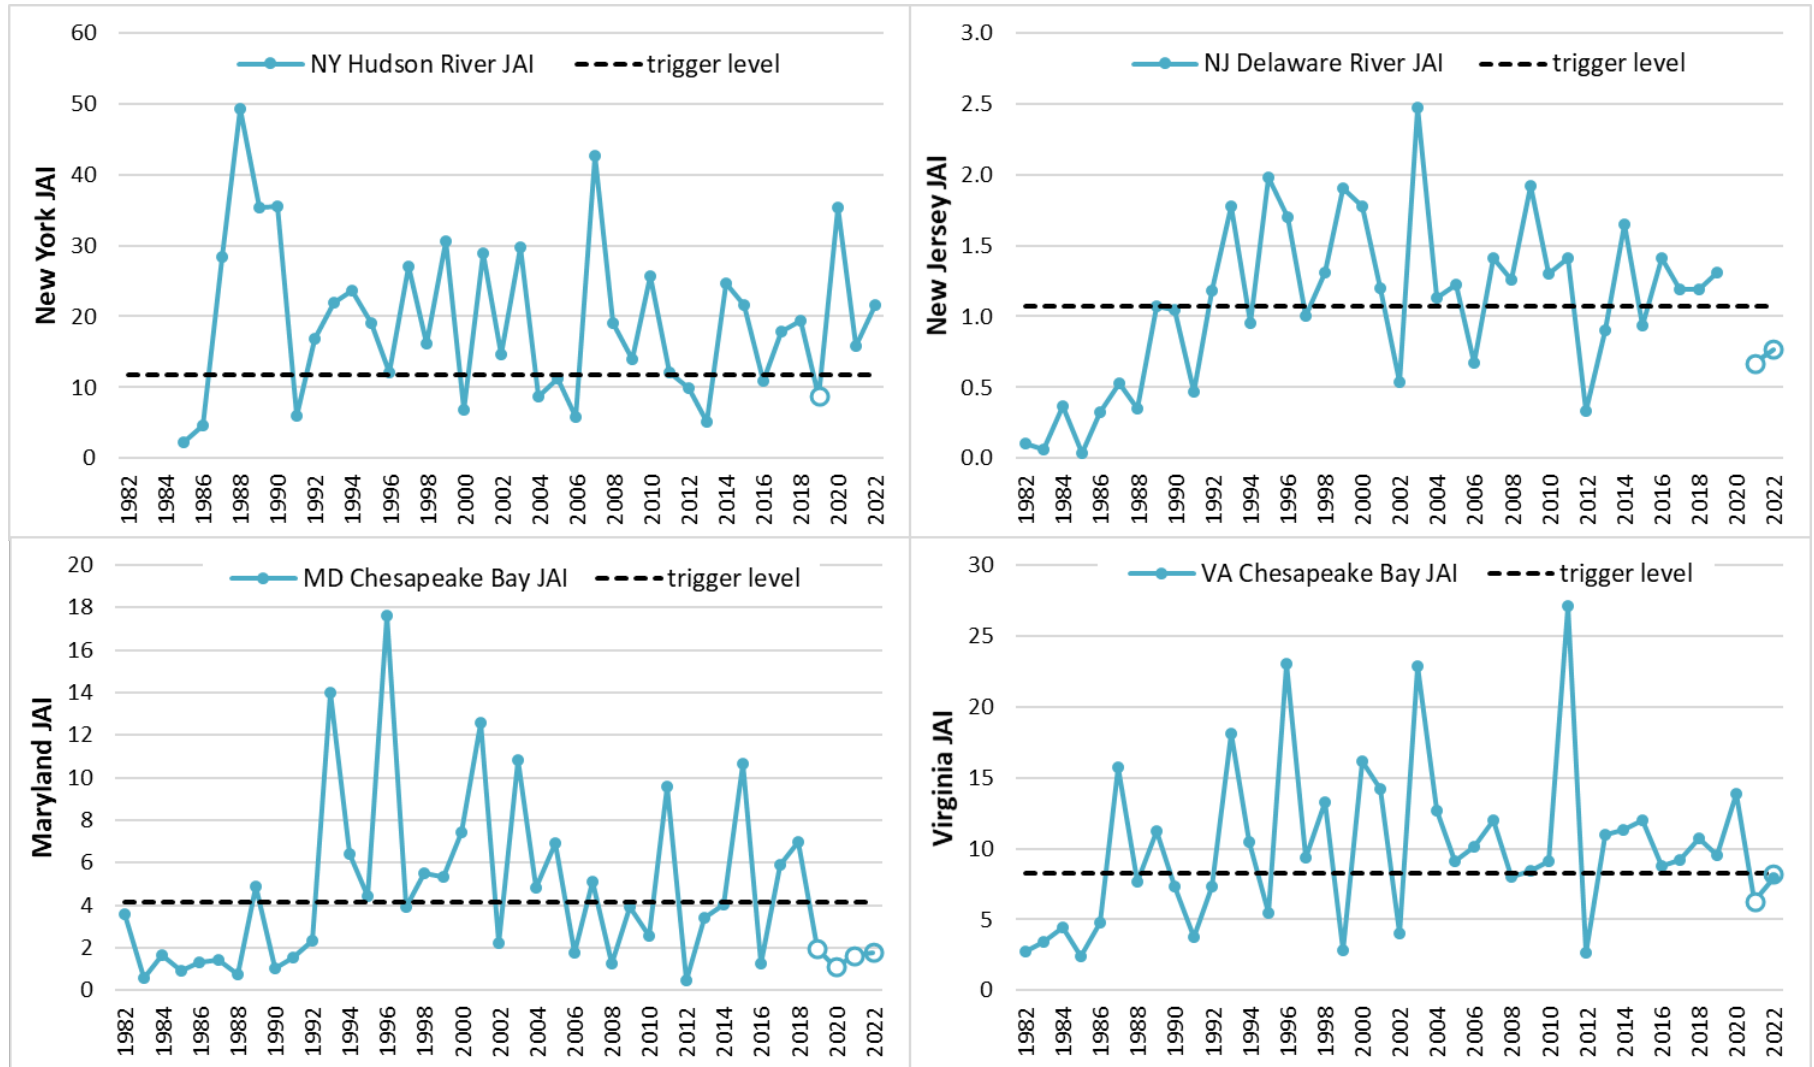 60
50
40
30
20
10
0
New York JAI
NY Hudson River JAI trigger level
1982 1984 1986 1988 1990 1992 1994 1996 1998 2000 2002 2004 2006 2008 2010 2012 2014 2016 2018 2020 2022
3.0
2.5
2.0
1.5
1.0
0.5
0.0
New Jersey JAI
NJ Delaware River JAI trigger level
1982 1984 1986 1988 1990 1992 1994 1996 1998 2000 2002 2004 2006 2008 2010 2012 2014 2016 2018 2020 2022
20
18
16
14
12
10
8
6
4
2
0
Maryland JAI
MD Chesapeake Bay JAI trigger level
1982 1984 1986 1988 1990 1992 1994 1996 1998 2000 2002 2004 2006 2008 2010 2012 2014 2016 2018 2020 2022
30
25
20
15
10
5
0
Virginia JAI
VA Chesapeake Bay JAI trigger level
1982 1984 1986 1988 1990 1992 1994 1996 1998 2000 2002 2004 2006 2008 2010 2012 2014 2016 2018 2020 2022